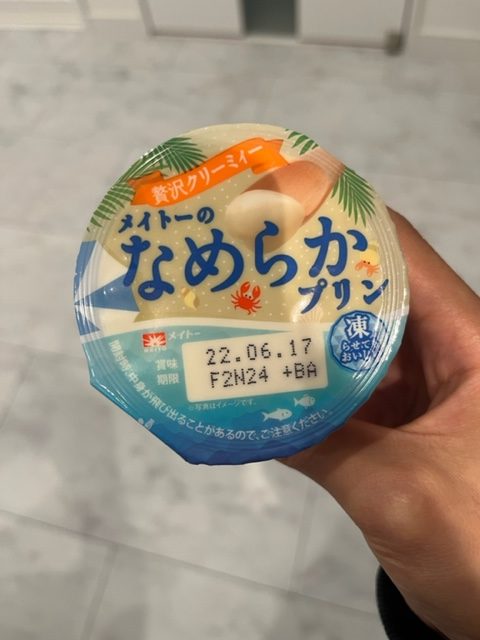 贅沢クリーミィー
メイトーの
なめらか
プリン
凍
らせて
おいしい
MEITO
メイトー
賞味
期限
22.06.17
F2N24 +BA
※写真はイメージです。
開封時、中身が飛び出ることがあるので、ご注意ください。